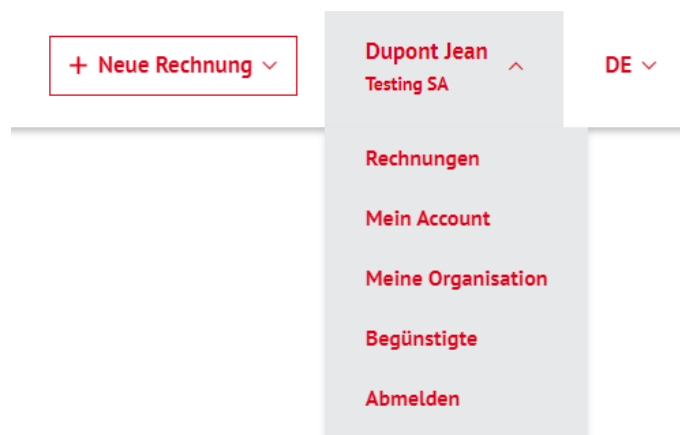 + Neue Rechnung
Dupont Jean
Testing SA
DE
Rechnungen
Mein Account
Meine Organisation
Begünstigte
Abmelden